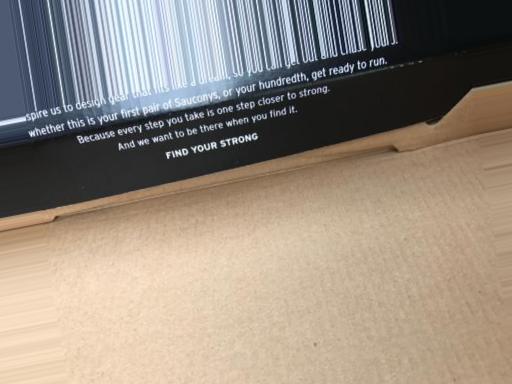 spire us to design gear that fits like a dream, so you can get out and chase yours.
whether this is your first pair of Sauconys, or your hundredth, get ready to run.
Because every step you take is one step closer to strong.
And we want to be there when you find it.
FIND YOUR STRONG